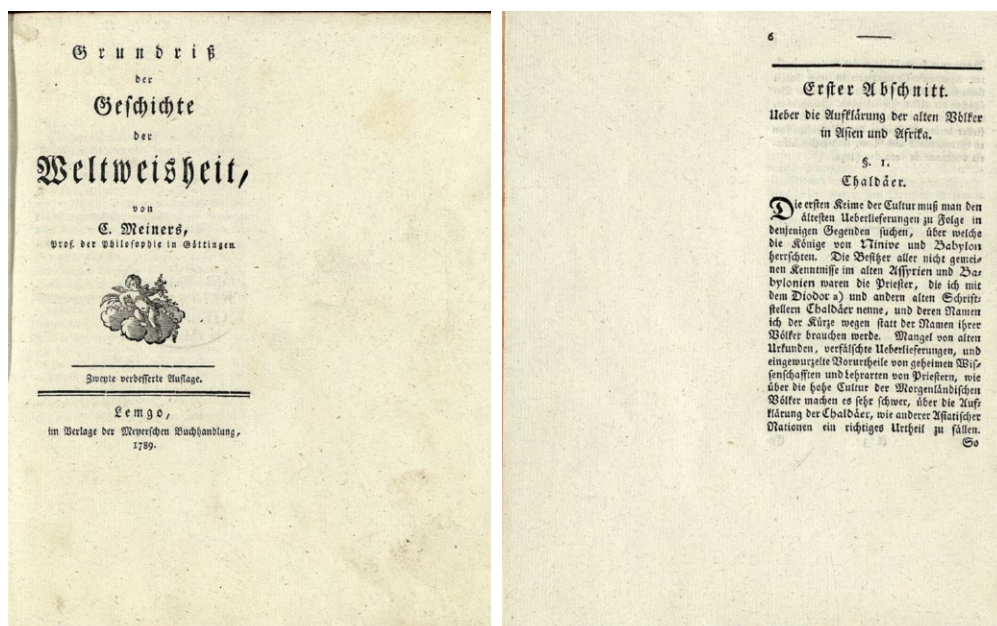 Grundriß
der
Geschichte
der
Weltweisheit,
von
C. Meiners,
Prof. der Philosophie in Göttingen.
Zweyte verbesserte Auflage.
Lemgo,
im Verlage der Meyerschen Buchhandlung,
1789.
6
Erster Abschnitt.
Ueber die Aufklärung der alten Völker
in Asien und Afrika.
§. 1.
Chaldäer.
Die ersten Keime der Cultur muß man den
ältesten Ueberlieferungen zu Folge in
denjenigen Gegenden suchen, über welche
die Könige von Ninive und Babylon
herrschten. Die Besitzer aller nicht gemei-
nen Kenntnisse im alten Assyrien und Ba-
bylonien waren die Priester, die ich mit
dem Diodor a) und andern alten Schrift-
stellern Chaldäer nenne, und deren Namen
ich der Kürze wegen statt der Namen ihrer
Völker brauchen werde. Mangel von alten
Urkunden, verfälschte Ueberlieferungen, und
eingewurzelte Vorurtheile von geheimen Wis-
senschafften und Lehrarten von Priestern, wie
über die hohe Cultur der Morgenländischen
Völker machen es sehr schwer, über die Auf-
klärung der Chaldäer, wie anderer Asiatischer
Nationen ein richtiges Urtheil zu fällen.
So